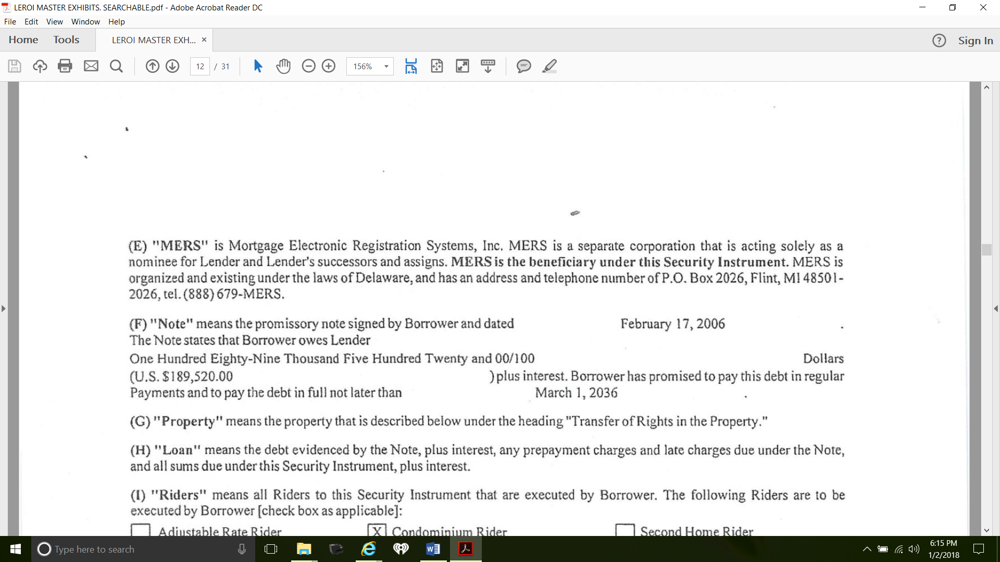 LEROI MASTER EXHIBITS. SEARCHABLE.pdf - Adobe Acrobat Reader DC
File Edit View Window Help
Home Tools LEROI MASTER EXH... × ? Sign In
12 / 31 156%
(E) "MERS" is Mortgage Electronic Registration Systems, Inc. MERS is a separate corporation that is acting solely as a
nominee for Lender and Lender's successors and assigns. MERS is the beneficiary under this Security Instrument. MERS is
organized and existing under the laws of Delaware, and has an address and telephone number of P.O. Box 2026, Flint, MI 48501-
2026, tel. (888) 679-MERS.
(F) "Note" means the promissory note signed by Borrower and dated February 17, 2006 .
The Note states that Borrower owes Lender
One Hundred Eighty-Nine Thousand Five Hundred Twenty and 00/100 Dollars
(U.S. $189,520.00 ) plus interest. Borrower has promised to pay this debt in regular
Payments and to pay the debt in full not later than March 1, 2036 .
(G) "Property" means the property that is described below under the heading "Transfer of Rights in the Property."
(H) "Loan" means the debt evidenced by the Note, plus interest, any prepayment charges and late charges due under the Note,
and all sums due under this Security Instrument, plus interest.
(I) "Riders" means all Riders to this Security Instrument that are executed by Borrower. The following Riders are to be
executed by Borrower [check box as applicable]:
Adjustable Rate Rider X Condominium Rider Second Home Rider
Type here to search
6:15 PM
1/2/2018